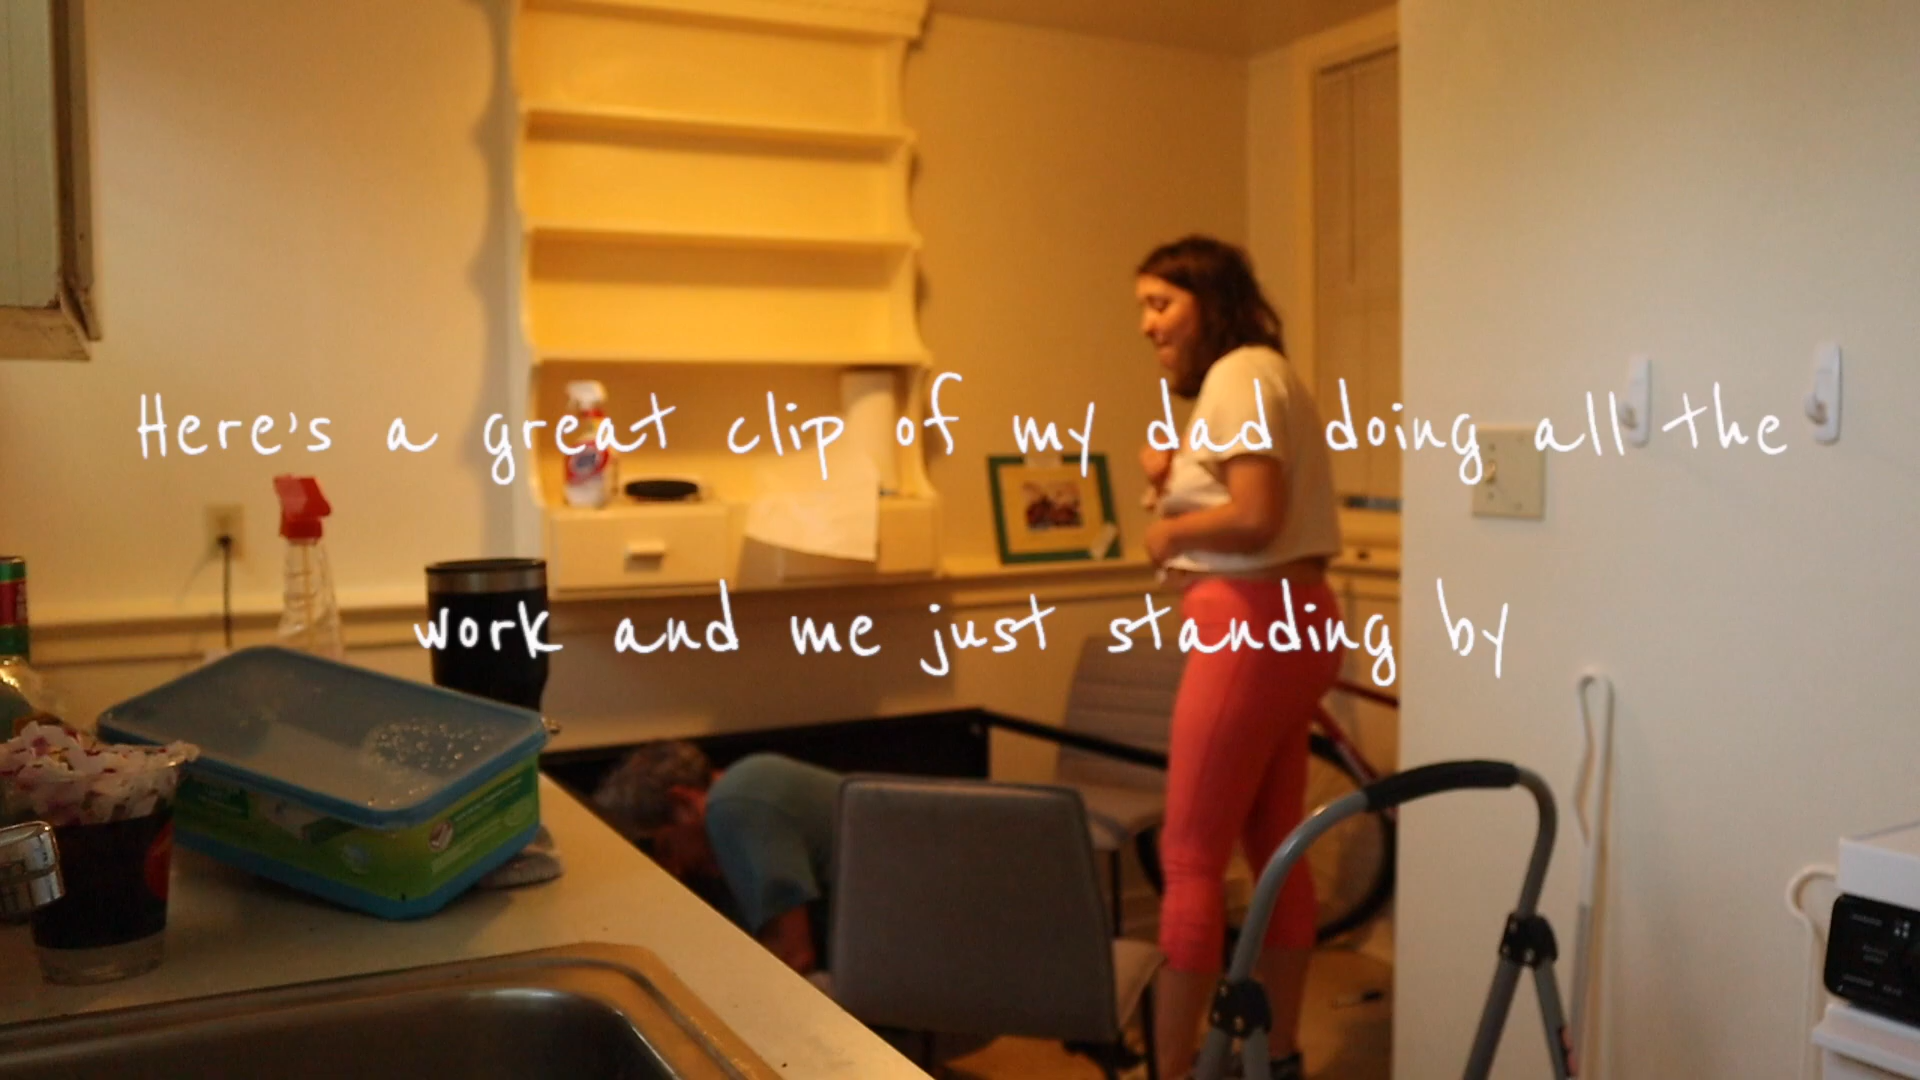 Here's a great clip of my dad doing all the
work and me just standing by